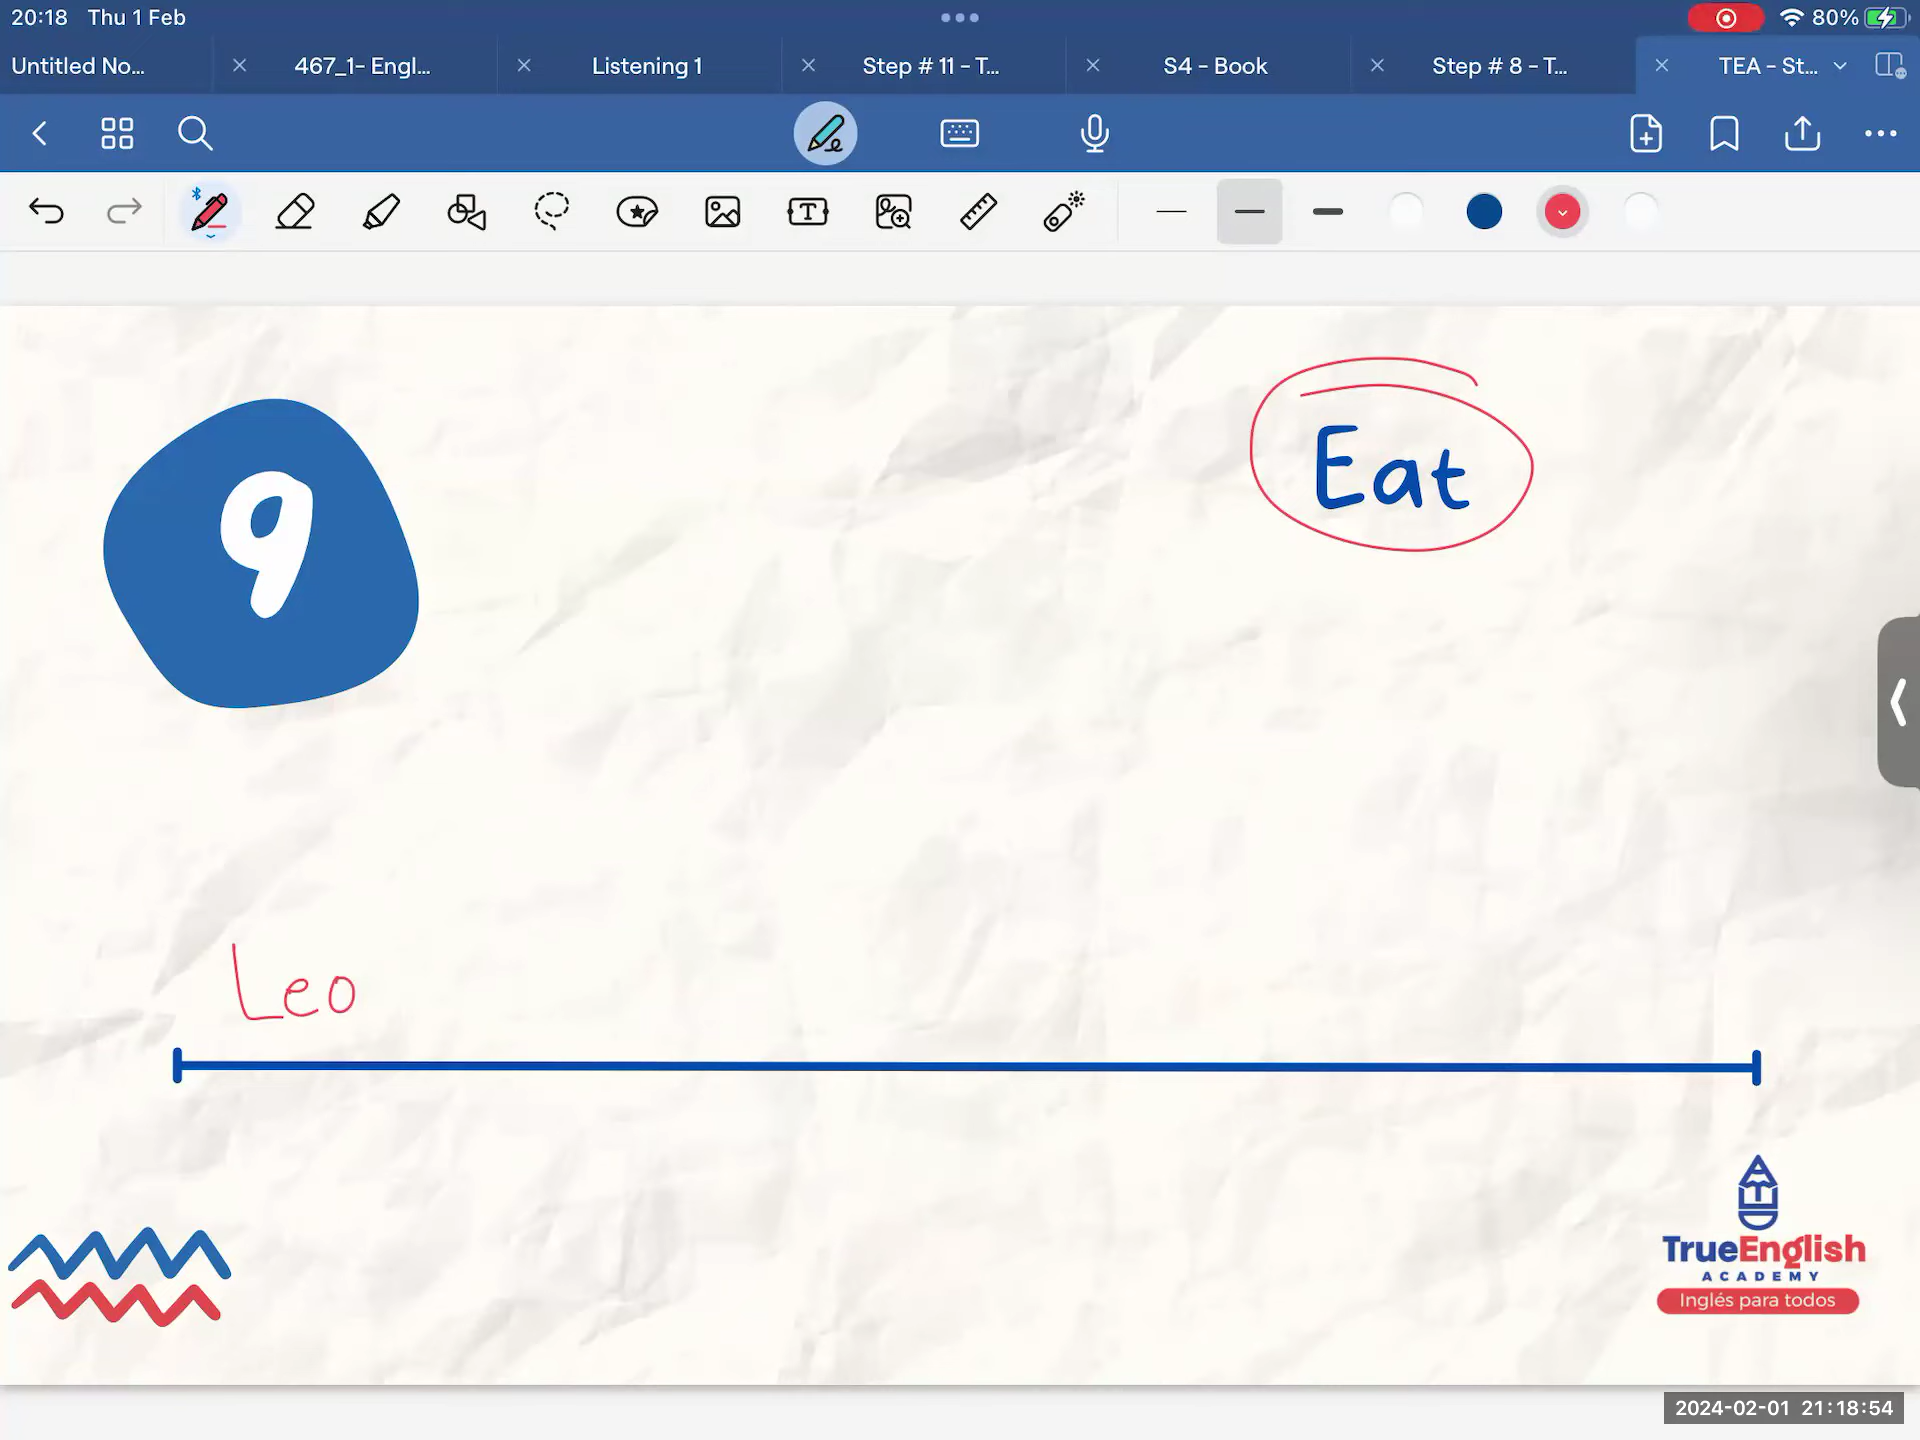 20:18 Thu 1 Feb
80%
Untitled No...
467_1- Engl...
Listening 1
Step # 11 - T...
S4 - Book
Step # 8 - T...
TEA - St...
9
Eat
Leo
TrueEnglish
ACADEMY
Inglés para todos
2024-02-01 21:18:54